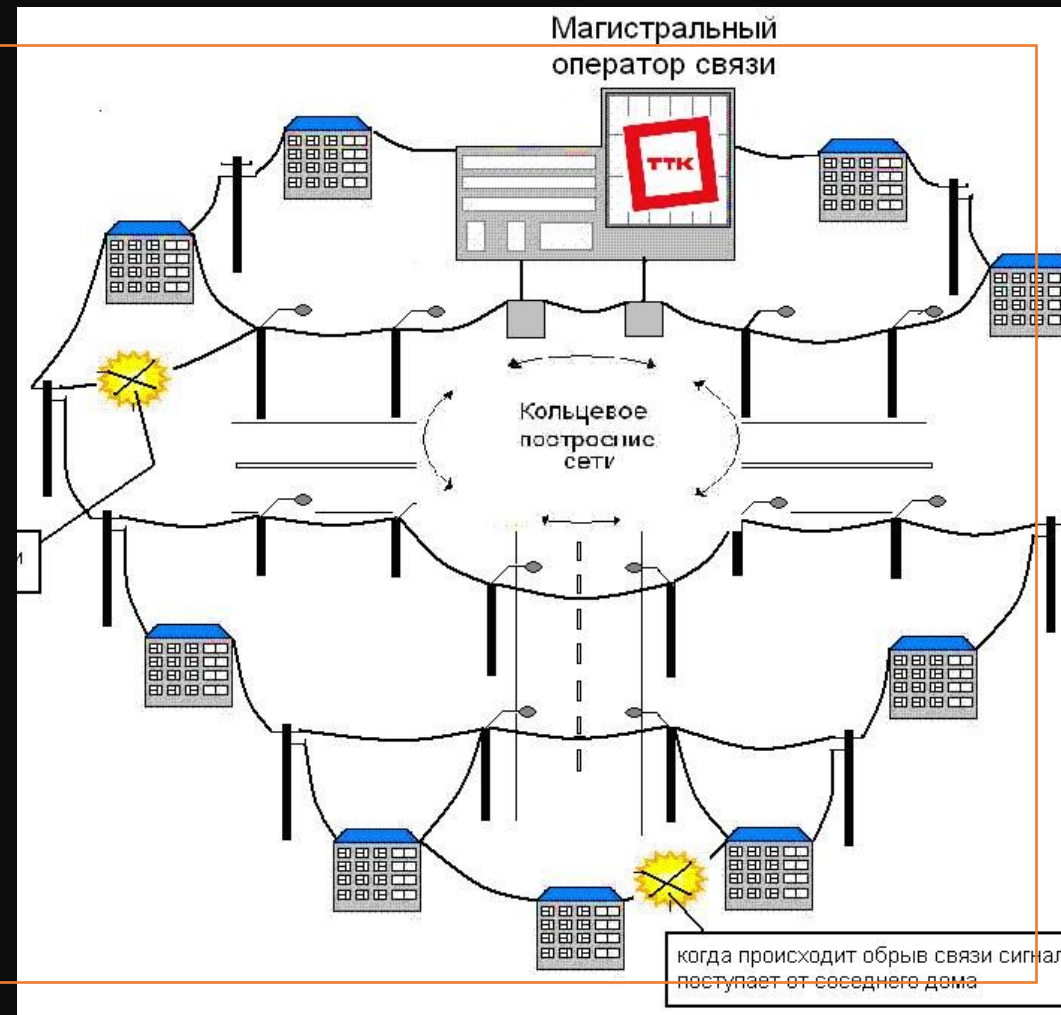 Магистральный
оператор связи
ТТК
Кольцевое
построение
сети
и
когда происходит обрыв связи сигнал
поступает от соседнего дома